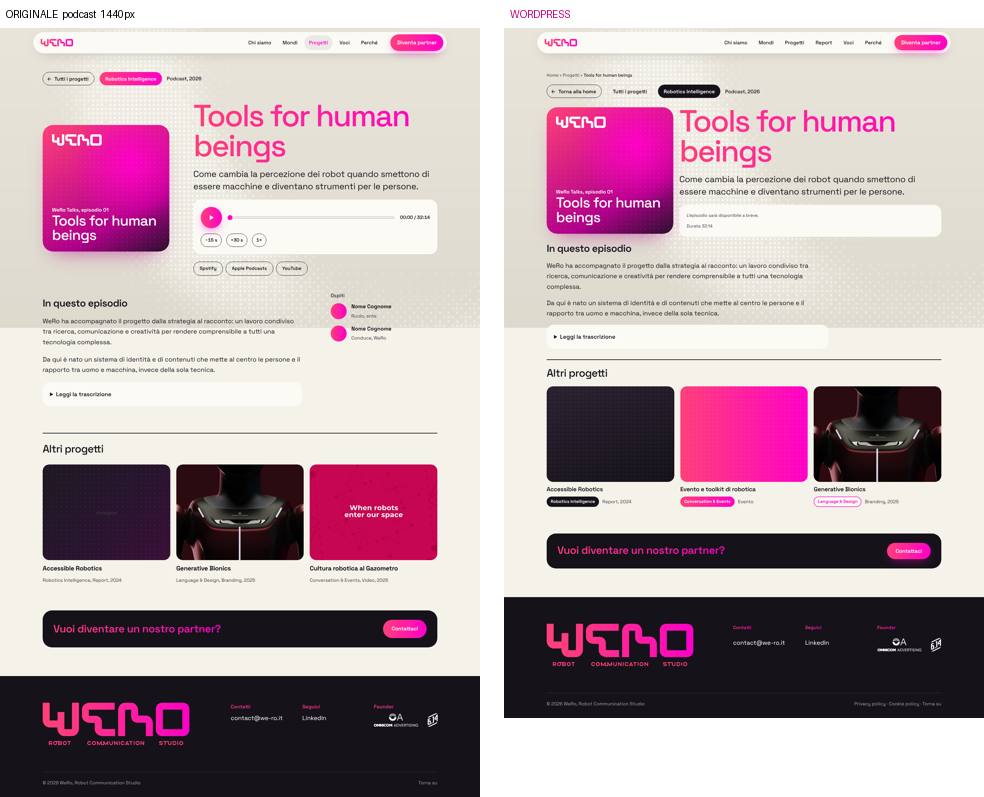 ORIGINALE podcast 1440px
WERO
Chi siamo
Mondi
Progetti
Voci
Perché
Diventa partner
← Tutti i progetti
Robotics Intelligence
Podcast, 2026
WERO
WeRo Talks, episodio 01
Tools for human
beings
Tools for human
beings
Come cambia la percezione dei robot quando smettono di
essere macchine e diventano strumenti per le persone.
00:00 / 32:14
-15 s
+30 s
1×
Spotify
Apple Podcasts
YouTube
In questo episodio
WeRo ha accompagnato il progetto dalla strategia al racconto: un lavoro condiviso
tra ricerca, comunicazione e creatività per rendere comprensibile a tutti una
tecnologia complessa.
Da qui è nato un sistema di identità e di contenuti che mette al centro le persone e il
rapporto tra uomo e macchina, invece della sola tecnica.
▶ Leggi la trascrizione
Ospiti
Nome Cognome
Ruolo, ente
Nome Cognome
Conduce, WeRo
Altri progetti
Accessible Robotics
Robotics Intelligence, Report, 2024
Generative Bionics
Language & Design, Branding, 2025
When robots
enter our space
Cultura robotica al Gazometro
Conversation & Events, Video, 2025
Vuoi diventare un nostro partner?
Contattaci
WERO
ROBOT COMMUNICATION STUDIO
Contatti
contact@we-ro.it
Seguici
LinkedIn
Founder
OA
OMNICOM ADVERTISING
© 2026 WeRo, Robot Communication Studio
Torna su
WORDPRESS
WERO
Chi siamo
Mondi
Progetti
Report
Voci
Perché
Diventa partner
Home › Progetti › Tools for human beings
← Torna alla home
Tutti i progetti
Robotics Intelligence
Podcast, 2026
WERO
WeRo Talks, episodio 01
Tools for human
beings
Tools for human
beings
Come cambia la percezione dei robot quando smettono di
essere macchine e diventano strumenti per le persone.
L'episodio sarà disponibile a breve.
Durata 32:14
In questo episodio
WeRo ha accompagnato il progetto dalla strategia al racconto: un lavoro condiviso tra
ricerca, comunicazione e creatività per rendere comprensibile a tutti una tecnologia
complessa.
Da qui è nato un sistema di identità e di contenuti che mette al centro le persone e il
rapporto tra uomo e macchina, invece della sola tecnica.
▶ Leggi la trascrizione
Altri progetti
Accessible Robotics
Robotics Intelligence
Report, 2024
Evento e toolkit di robotica
Conversation & Events
Evento
Generative Bionics
Language & Design
Branding, 2025
Vuoi diventare un nostro partner?
Contattaci
WERO
ROBOT COMMUNICATION STUDIO
Contatti
contact@we-ro.it
Seguici
LinkedIn
Founder
OA
OMNICOM ADVERTISING
© 2026 WeRo, Robot Communication Studio
Privacy policy · Cookie policy · Torna su